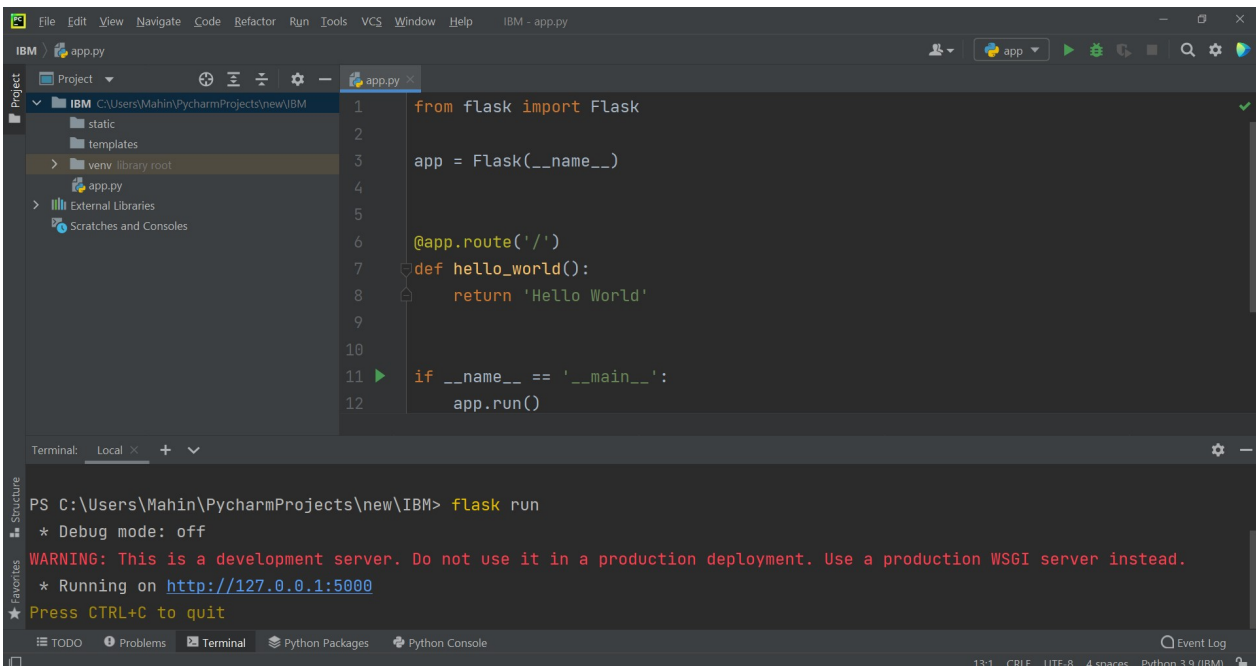 PC File Edit View Navigate Code Refactor Run Tools VCS Window Help IBM - app.py
IBM app.py app
Project
Project
app.py
IBM C:\Users\Mahin\PycharmProjects\new\IBM
static
templates
venv library root
app.py
External Libraries
Scratches and Consoles
1 from flask import Flask
2
3 app = Flask(__name__)
4
5
6 @app.route('/')
7 def hello_world():
8 return 'Hello World'
9
10
11 if __name__ == '__main__':
12 app.run()
Terminal: Local
Structure
Favorites
PS C:\Users\Mahin\PycharmProjects\new\IBM> flask run
* Debug mode: off
WARNING: This is a development server. Do not use it in a production deployment. Use a production WSGI server instead.
* Running on http://127.0.0.1:5000
Press CTRL+C to quit
TODO Problems Terminal Python Packages Python Console Event Log
13:1 CRLF UTF-8 4 spaces Python 3.9 (IBM)